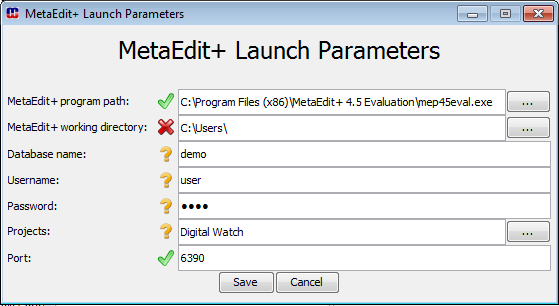 MetaEdit+ Launch Parameters
MetaEdit+ Launch Parameters
MetaEdit+ program path: C:\Program Files (x86)\MetaEdit+ 4.5 Evaluation\mep45eval.exe ...
MetaEdit+ working directory: C:\Users\ ...
Database name: demo
Username: user
Password: ••••
Projects: Digital Watch ...
Port: 6390
Save Cancel